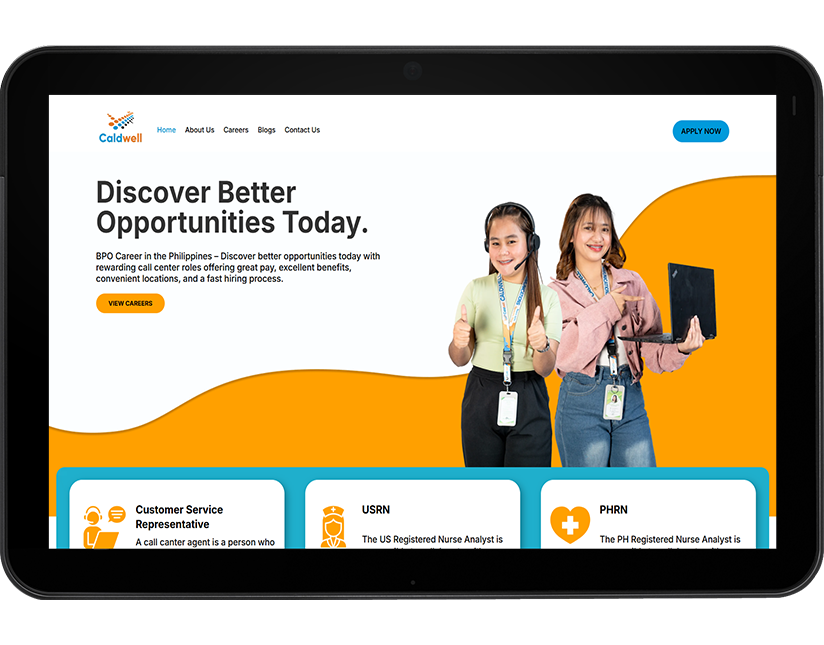 Caldwell
Home About Us Careers Blogs Contact Us
APPLY NOW
Discover Better
Opportunities Today.
BPO Career in the Philippines – Discover better opportunities today with
rewarding call center roles offering great pay, excellent benefits,
convenient locations, and a fast hiring process.
VIEW CAREERS
Customer Service
Representative
A call canter agent is a person who
USRN
The US Registered Nurse Analyst is
PHRN
The PH Registered Nurse Analyst is